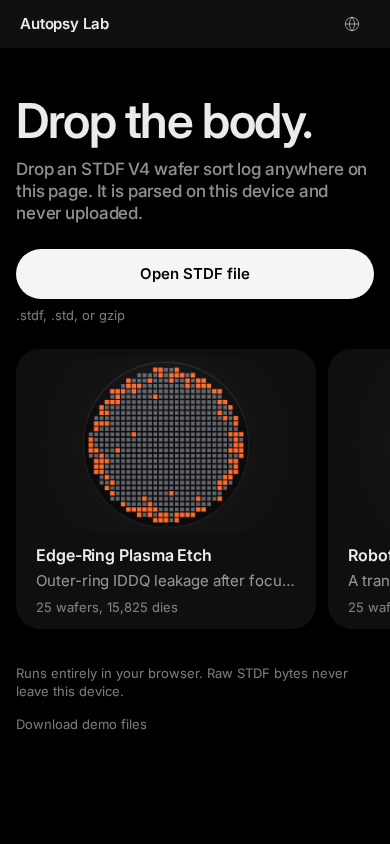 Autopsy Lab
Drop the body.
Drop an STDF V4 wafer sort log anywhere on
this page. It is parsed on this device and
never uploaded.
Open STDF file
.stdf, .std, or gzip
Edge-Ring Plasma Etch
Outer-ring IDDQ leakage after focu...
25 wafers, 15,825 dies
Robot
A tran
25 waf
Runs entirely in your browser. Raw STDF bytes never
leave this device.
Download demo files